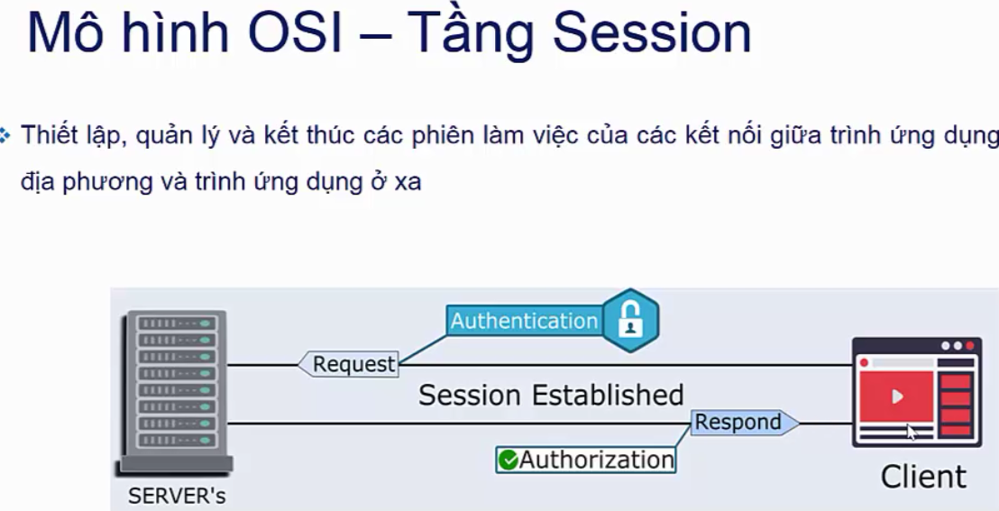 Mô hình OSI – Tầng Session
Thiết lập, quản lý và kết thúc các phiên làm việc của các kết nối giữa trình ứng dụng
địa phương và trình ứng dụng ở xa
Authentication
Request
Session Established
Respond
Authorization
Client
SERVER's